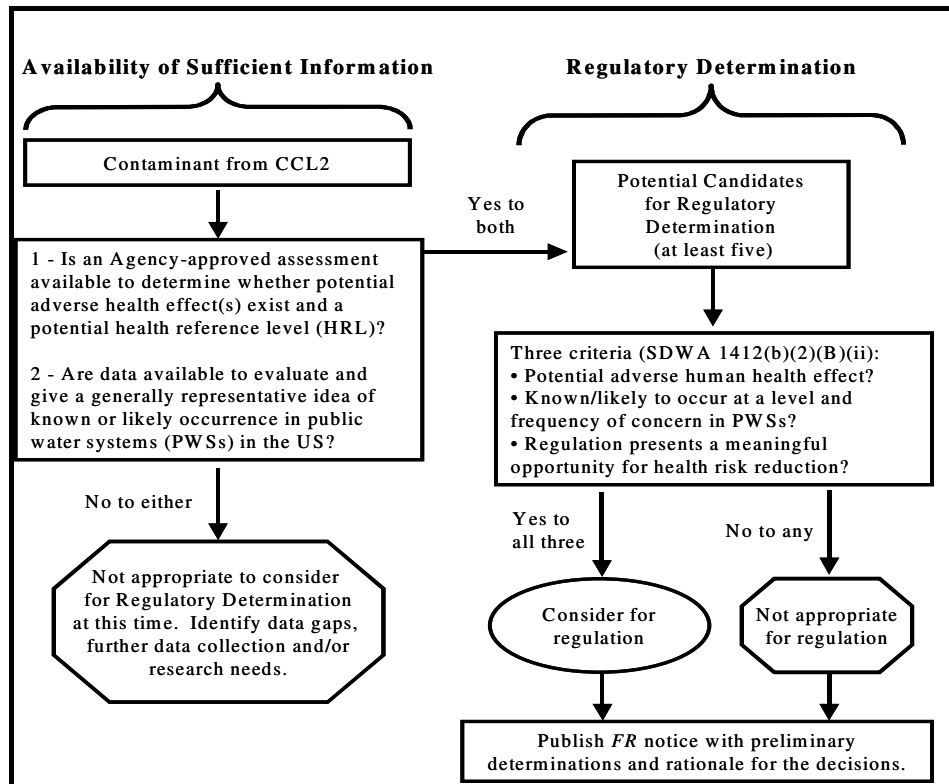 Availability of Sufficient Information
Contaminant from CCL2
1 - Is an Agency-approved assessment
available to determine whether potential
adverse health effect(s) exist and a
potential health reference level (HRL)?
2 - Are data available to evaluate and
give a generally representative idea of
known or likely occurrence in public
water systems (PWSs) in the US?
No to either
Not appropriate to consider
for Regulatory Determination
at this time. Identify data gaps,
further data collection and/or
research needs.
Yes to
both
Regulatory Determination
Potential Candidates
for Regulatory
Determination
(at least five)
Three criteria (SDWA 1412(b)(2)(B)(ii):
• Potential adverse human health effect?
• Known/likely to occur at a level and
frequency of concern in PWSs?
• Regulation presents a meaningful
opportunity for health risk reduction?
Yes to
all three
No to any
Consider for
regulation
Not appropriate
for regulation
Publish FR notice with preliminary
determinations and rationale for the decisions.